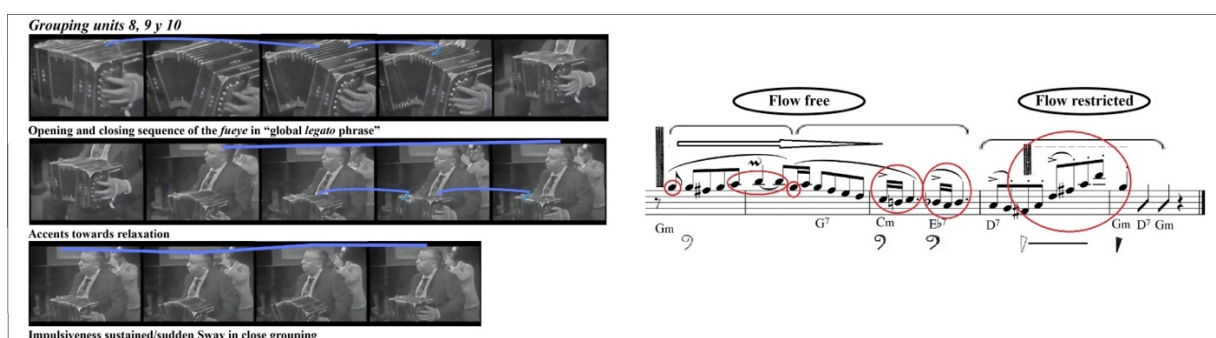 Grouping units 8, 9 y 10
Opening and closing sequence of the fueye in “global legato phrase”
Accents towards relaxation
Impulsiveness sustained/sudden Sway in close grouping
Flow free
Flow restricted
Gm G7 Cm Eb7 D7 Gm D7 Gm